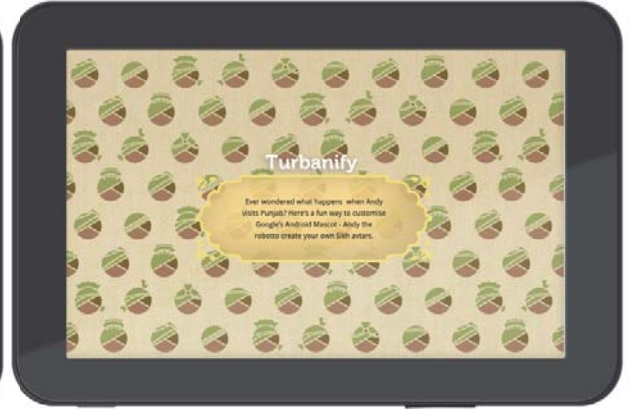 Turbanify
Ever wondered what happens when Andy
visits Punjab? Here's a fun way to customise
Google's Android Mascot - Andy the
robotto create your own Sikh avtars.